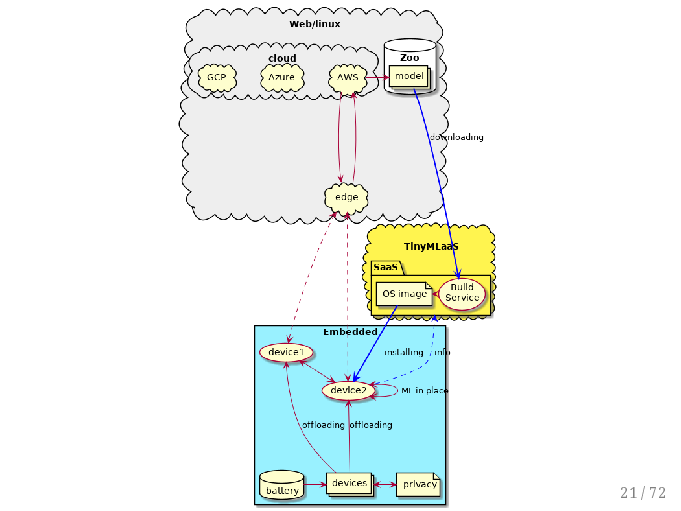 Web/linux
cloud
Zoo
GCP
Azure
AWS
model
downloading
edge
TinyMLaaS
SaaS
OS image
Build
Service
Embedded
device1
installing
info
device2
ML in place
offloading
offloading
battery
devices
privacy
21 / 72